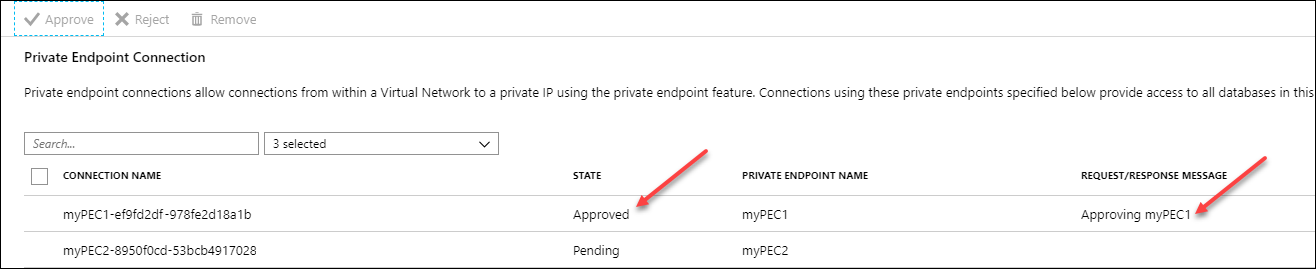 Approve Reject Remove
Private Endpoint Connection
Private endpoint connections allow connections from within a Virtual Network to a private IP using the private endpoint feature. Connections using these private endpoints specified below provide access to all databases in this
Search... 3 selected
CONNECTION NAME STATE PRIVATE ENDPOINT NAME REQUEST/RESPONSE MESSAGE
myPEC1-ef9fd2df-978fe2d18a1b Approved myPEC1 Approving myPEC1
myPEC2-8950f0cd-53bcb4917028 Pending myPEC2